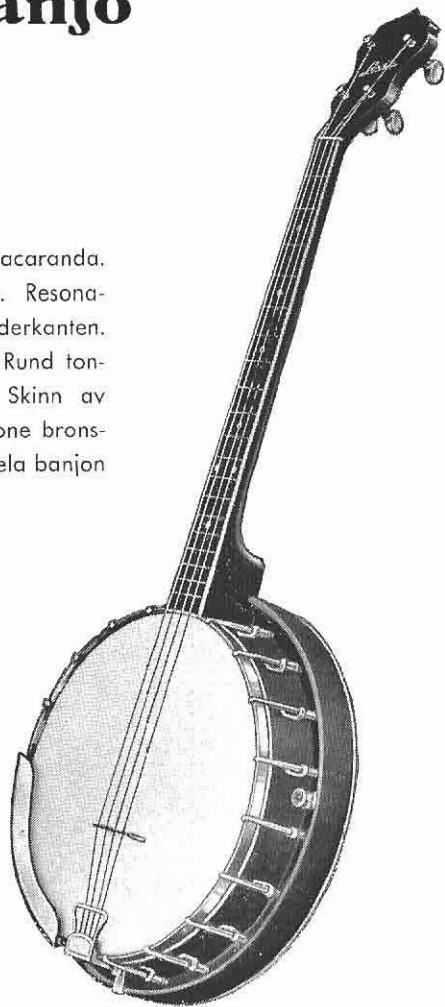 anjo
acaranda.
. Resona-
derkanten.
Rund ton-
Skinn av
one brons-
ela banjon